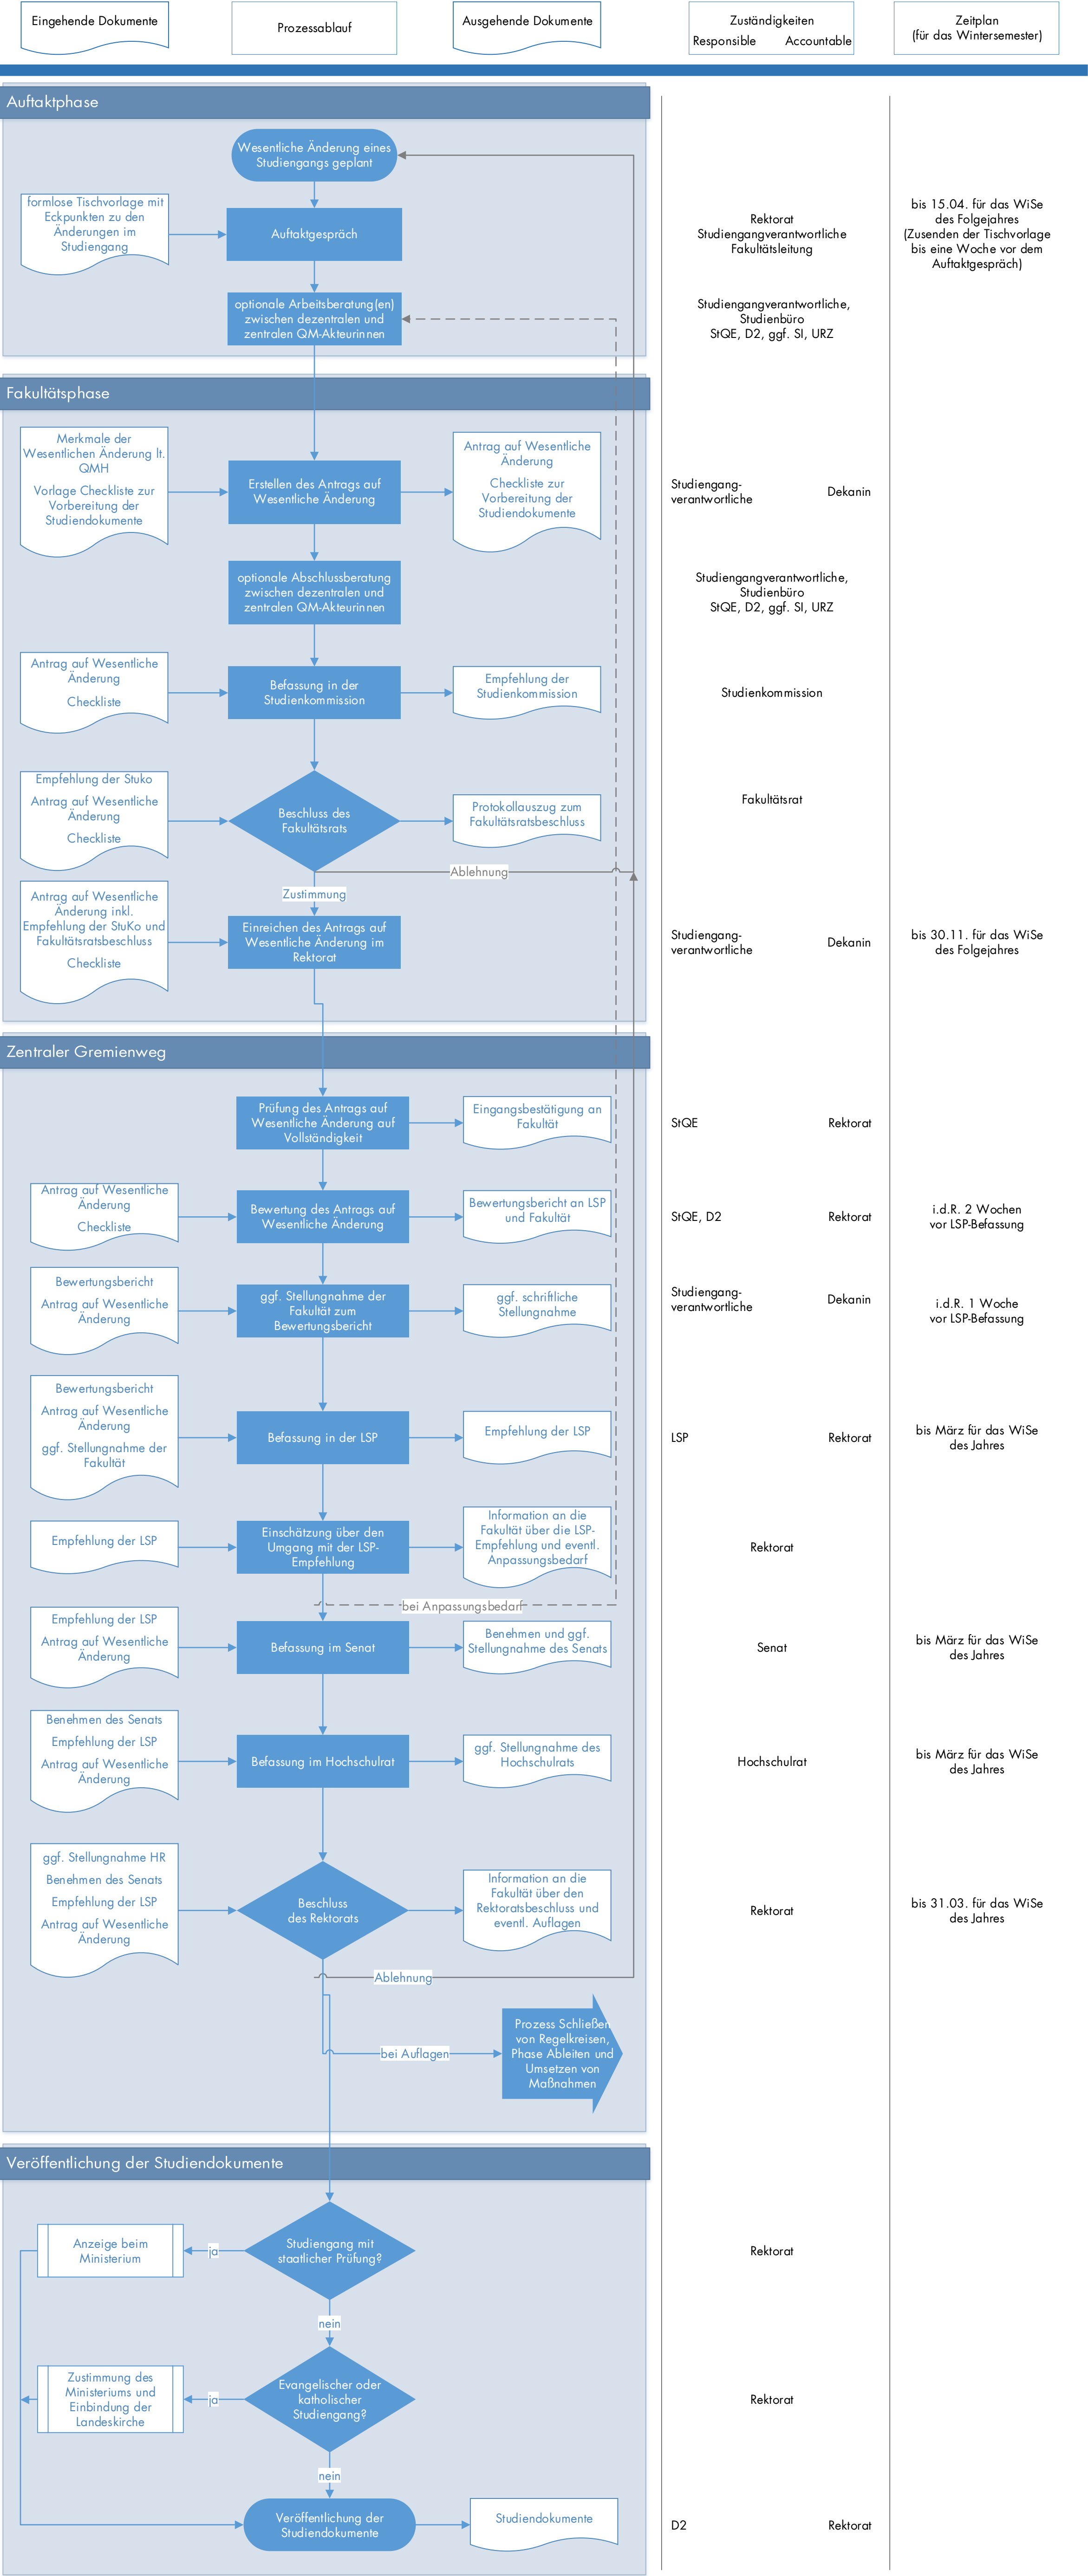 Eingehende Dokumente
Prozessablauf
Ausgehende Dokumente
Zuständigkeiten
Responsible
Accountable
Zeitplan
(für das Wintersemester)
Auftaktphase
Wesentliche Änderung eines
Studiengangs geplant
formlose Tischvorlage mit
Eckpunkten zu den
Änderungen im
Studiengang
Auftaktgespräch
Rektorat
Studiengangverantwortliche
Fakultätsleitung
bis 15.04. für das WiSe
des Folgejahres
(Zusenden der Tischvorlage
bis eine Woche vor dem
Auftaktgespräch)
optionale Arbeitsberatung(en)
zwischen dezentralen und
zentralen QM-Akteurinnen
Studiengangverantwortliche,
Studienbüro
StQE, D2, ggf. SI, URZ
Fakultätsphase
Merkmale der
Wesentlichen Änderung lt.
QMH
Vorlage Checkliste zur
Vorbereitung der
Studiendokumente
Erstellen des Antrags auf
Wesentliche Änderung
Antrag auf Wesentliche
Änderung
Checkliste zur
Vorbereitung der
Studiendokumente
Studiengang-
verantwortliche
Dekanin
optionale Abschlussberatung
zwischen dezentralen und
zentralen QM-Akteurinnen
Studiengangverantwortliche,
Studienbüro
StQE, D2, ggf. SI, URZ
Antrag auf Wesentliche
Änderung
Checkliste
Befassung in der
Studienkommission
Empfehlung der
Studienkommission
Studienkommission
Empfehlung der Stuko
Antrag auf Wesentliche
Änderung
Checkliste
Beschluss des
Fakultätsrats
Protokollauszug zum
Fakultätsratsbeschluss
Fakultätsrat
Ablehnung
Zustimmung
Antrag auf Wesentliche
Änderung inkl.
Empfehlung der StuKo und
Fakultätsratsbeschluss
Checkliste
Einreichen des Antrags auf
Wesentliche Änderung im
Rektorat
Studiengang-
verantwortliche
Dekanin
bis 30.11. für das WiSe
des Folgejahres
Zentraler Gremienweg
Prüfung des Antrags auf
Wesentliche Änderung auf
Vollständigkeit
Eingangsbestätigung an
Fakultät
StQE
Rektorat
Antrag auf Wesentliche
Änderung
Checkliste
Bewertung des Antrags auf
Wesentliche Änderung
Bewertungsbericht an LSP
und Fakultät
StQE, D2
Rektorat
i.d.R. 2 Wochen
vor LSP-Befassung
Bewertungsbericht
Antrag auf Wesentliche
Änderung
ggf. Stellungnahme der
Fakultät zum
Bewertungsbericht
ggf. schriftliche
Stellungnahme
Studiengang-
verantwortliche
Dekanin
i.d.R. 1 Woche
vor LSP-Befassung
Bewertungsbericht
Antrag auf Wesentliche
Änderung
ggf. Stellungnahme der
Fakultät
Befassung in der LSP
Empfehlung der LSP
LSP
Rektorat
bis März für das WiSe
des Jahres
Empfehlung der LSP
Einschätzung über den
Umgang mit der LSP-
Empfehlung
Information an die
Fakultät über die LSP-
Empfehlung und eventl.
Anpassungsbedarf
Rektorat
bei Anpassungsbedarf
Empfehlung der LSP
Antrag auf Wesentliche
Änderung
Befassung im Senat
Benehmen und ggf.
Stellungnahme des Senats
Senat
bis März für das WiSe
des Jahres
Benehmen des Senats
Empfehlung der LSP
Antrag auf Wesentliche
Änderung
Befassung im Hochschulrat
ggf. Stellungnahme des
Hochschulrats
Hochschulrat
bis März für das WiSe
des Jahres
ggf. Stellungnahme HR
Benehmen des Senats
Empfehlung der LSP
Antrag auf Wesentliche
Änderung
Beschluss
des Rektorats
Information an die
Fakultät über den
Rektoratsbeschluss und
eventl. Auflagen
Rektorat
bis 31.03. für das WiSe
des Jahres
Ablehnung
bei Auflagen
Prozess Schließen
von Regelkreisen,
Phase Ableiten und
Umsetzen von
Maßnahmen
Veröffentlichung der Studiendokumente
Anzeige beim
Ministerium
ja
Studiengang mit
staatlicher Prüfung?
Rektorat
nein
Zustimmung des
Ministeriums und
Einbindung der
Landeskirche
ja
Evangelischer oder
katholischer
Studiengang?
Rektorat
nein
Veröffentlichung der
Studiendokumente
Studiendokumente
D2
Rektorat